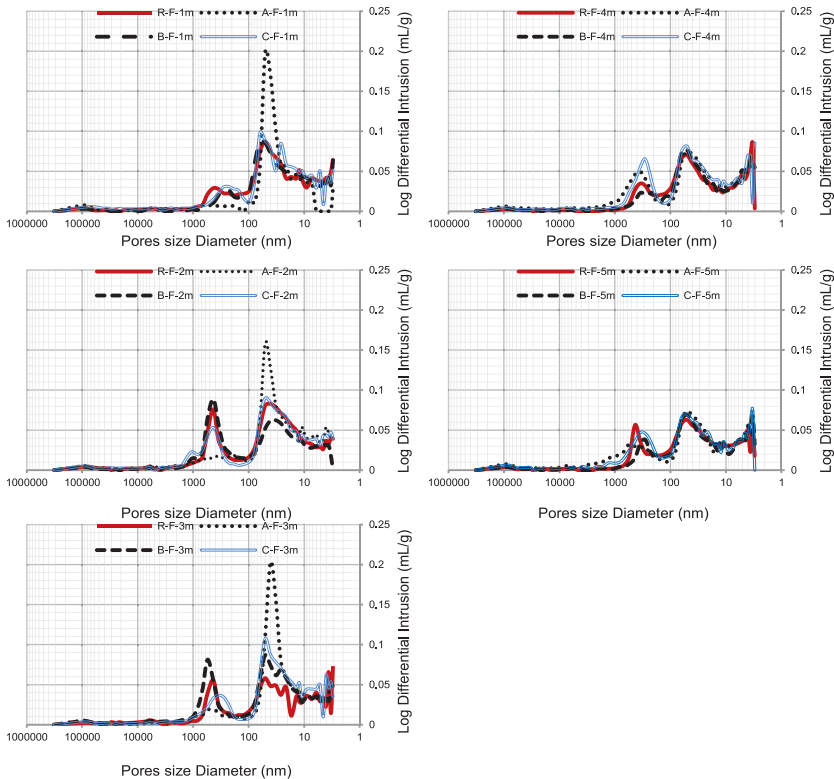 R-F-1m A-F-1m
B-F-1m C-F-1m
0,25
0,2
0,15
0,1
0,05
0
Log Differential Intrusion (mL/g)
1000000 100000 10000 1000 100 10 1
Pores size Diameter (nm)
R-F-4m A-F-4m
B-F-4m C-F-4m
0,25
0,2
0,15
0,1
0,05
0
Log Differential Intrusion (mL/g)
1000000 100000 10000 1000 100 10 1
Pores size Diameter (nm)
R-F-2m A-F-2m
B-F-2m C-F-2m
0,25
0,2
0,15
0,1
0,05
0
Log Differential Intrusion (mL/g)
1000000 100000 10000 1000 100 10 1
Pores size Diameter (nm)
R-F-5m A-F-5m
B-F-5m C-F-5m
0,25
0,2
0,15
0,1
0,05
0
Log Differential Intrusion (mL/g)
1000000 100000 10000 1000 100 10 1
Pores size Diameter (nm)
R-F-3m A-F-3m
B-F-3m C-F-3m
0,25
0,2
0,15
0,1
0,05
0
Log Differential Intrusion (mL/g)
1000000 100000 10000 1000 100 10 1
Pores size Diameter (nm)